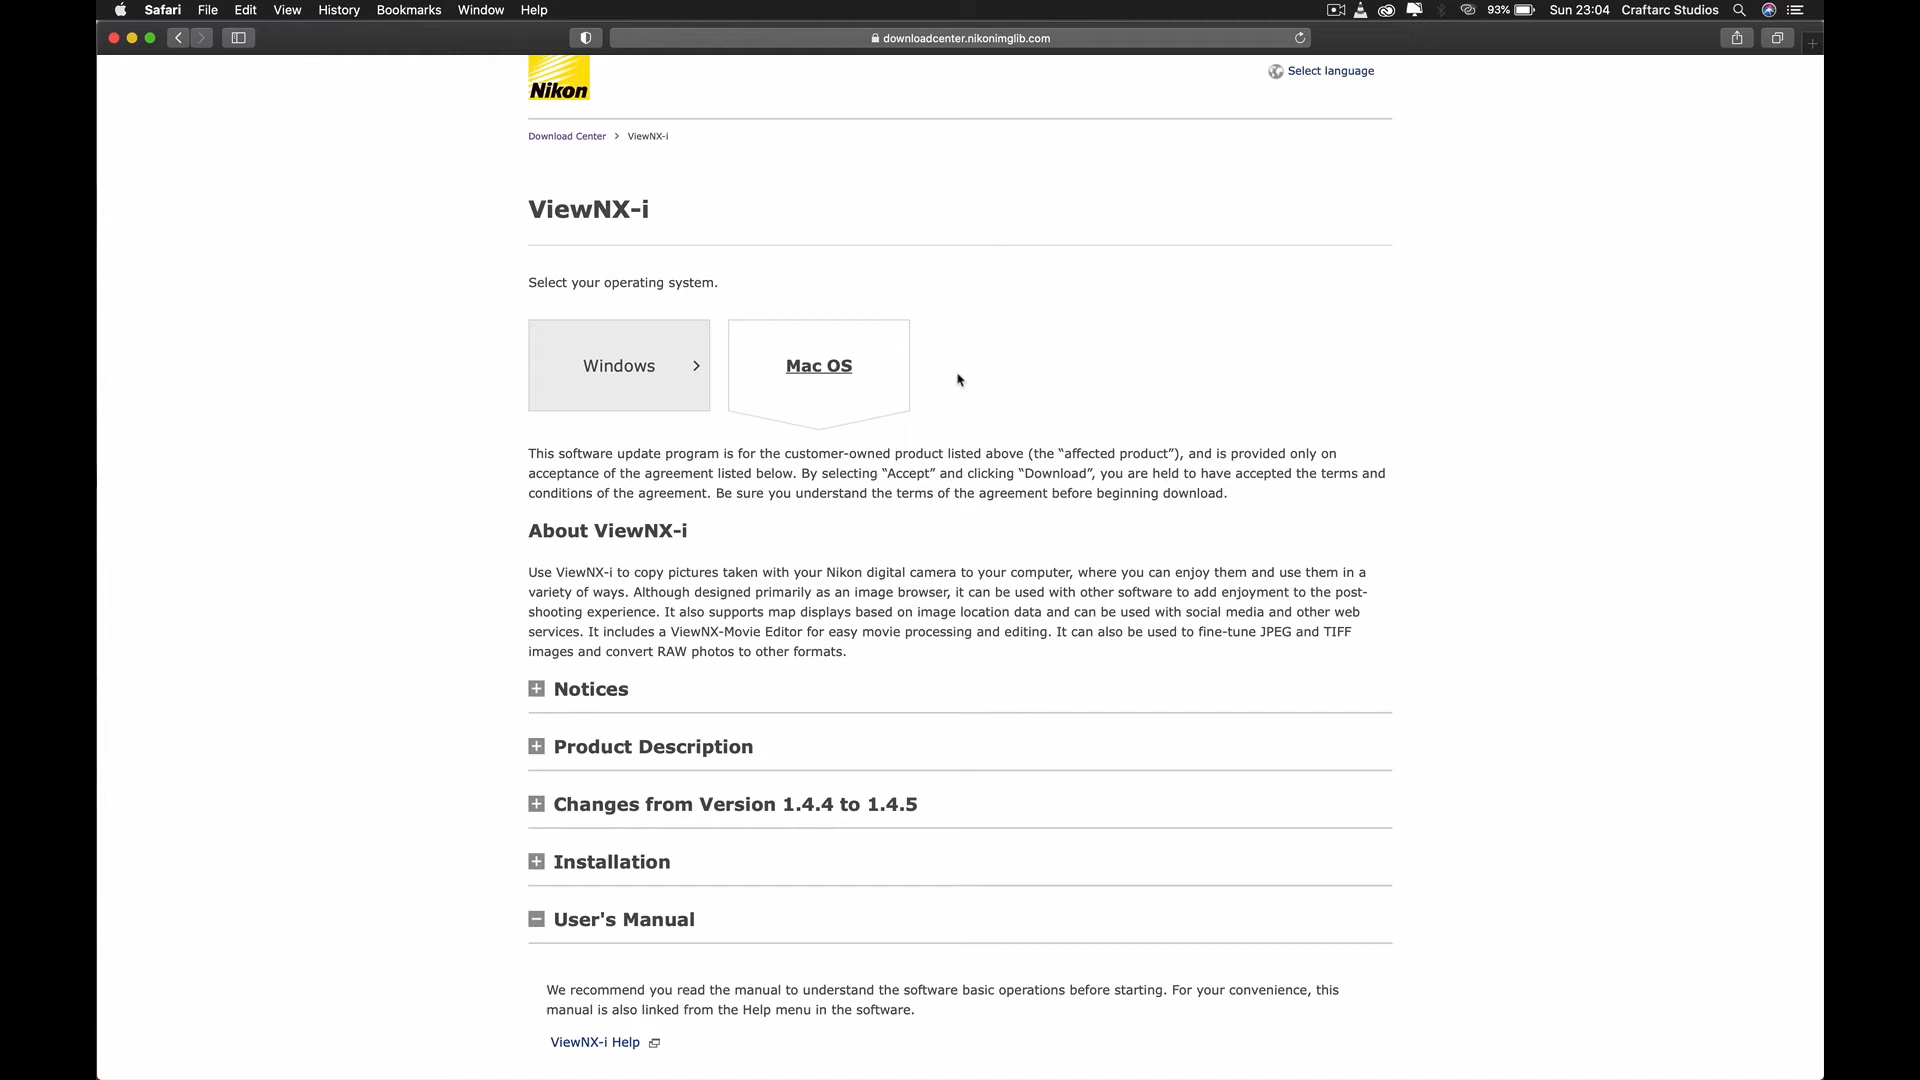 Safari File Edit View History Bookmarks Window Help 93% Sun 23:04 Craftarc Studios
downloadcenter.nikonimglib.com
Nikon
Select language
Download Center > ViewNX-i
ViewNX-i
Select your operating system.
Windows >
Mac OS
This software update program is for the customer-owned product listed above (the “affected product”), and is provided only on
acceptance of the agreement listed below. By selecting “Accept” and clicking “Download”, you are held to have accepted the terms and
conditions of the agreement. Be sure you understand the terms of the agreement before beginning download.
About ViewNX-i
Use ViewNX-i to copy pictures taken with your Nikon digital camera to your computer, where you can enjoy them and use them in a
variety of ways. Although designed primarily as an image browser, it can be used with other software to add enjoyment to the post-
shooting experience. It also supports map displays based on image location data and can be used with social media and other web
services. It includes a ViewNX-Movie Editor for easy movie processing and editing. It can also be used to fine-tune JPEG and TIFF
images and convert RAW photos to other formats.
Notices
Product Description
Changes from Version 1.4.4 to 1.4.5
Installation
User's Manual
We recommend you read the manual to understand the software basic operations before starting. For your convenience, this
manual is also linked from the Help menu in the software.
ViewNX-i Help